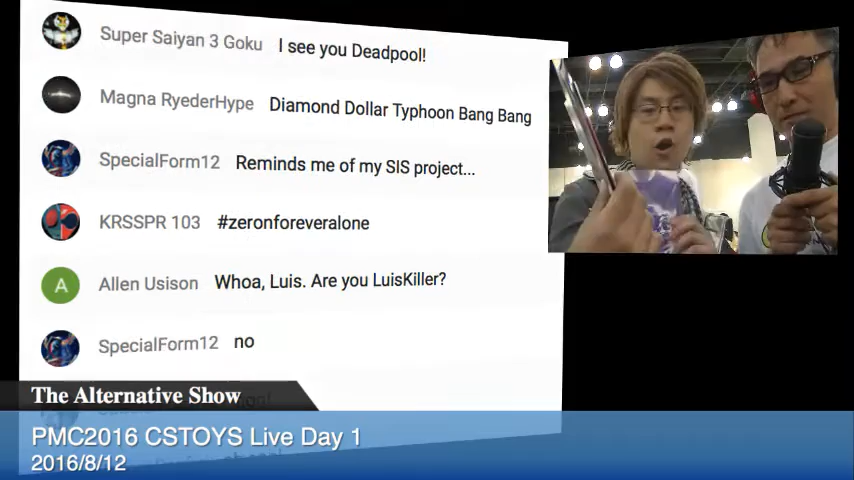 Super Saiyan 3 Goku I see you Deadpool!
Magna RyederHype Diamond Dollar Typhoon Bang Bang
SpecialForm12 Reminds me of my SIS project...
KRSSPR 103 #zeronforeveralone
A Allen Usison Whoa, Luis. Are you LuisKiller?
SpecialForm12 no
The Alternative Show
PMC2016 CSTOYS Live Day 1
2016/8/12